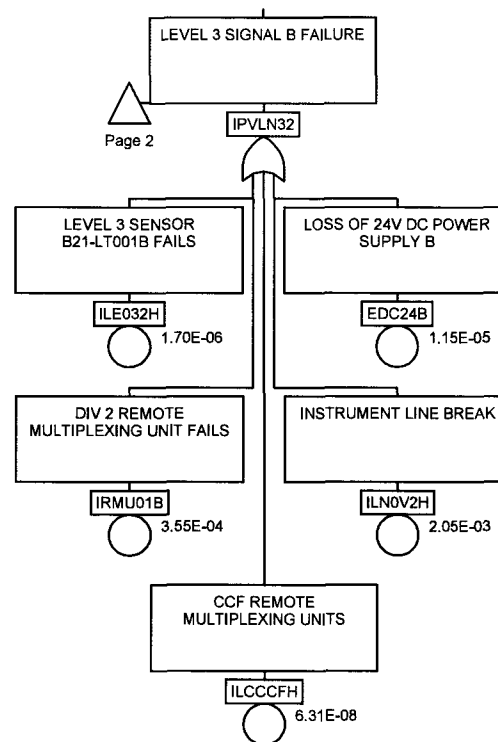 LEVEL 3 SIGNAL B FAILURE
Page 2
IPVLN32
LEVEL 3 SENSOR
B21-LT001B FAILS
ILE032H
1.70E-06
LOSS OF 24V DC POWER
SUPPLY B
EDC24B
1.15E-05
DIV 2 REMOTE
MULTIPLEXING UNIT FAILS
IRMU01B
3.55E-04
INSTRUMENT LINE BREAK
ILN0V2H
2.05E-03
CCF REMOTE
MULTIPLEXING UNITS
ILCCCFH
6.31E-08